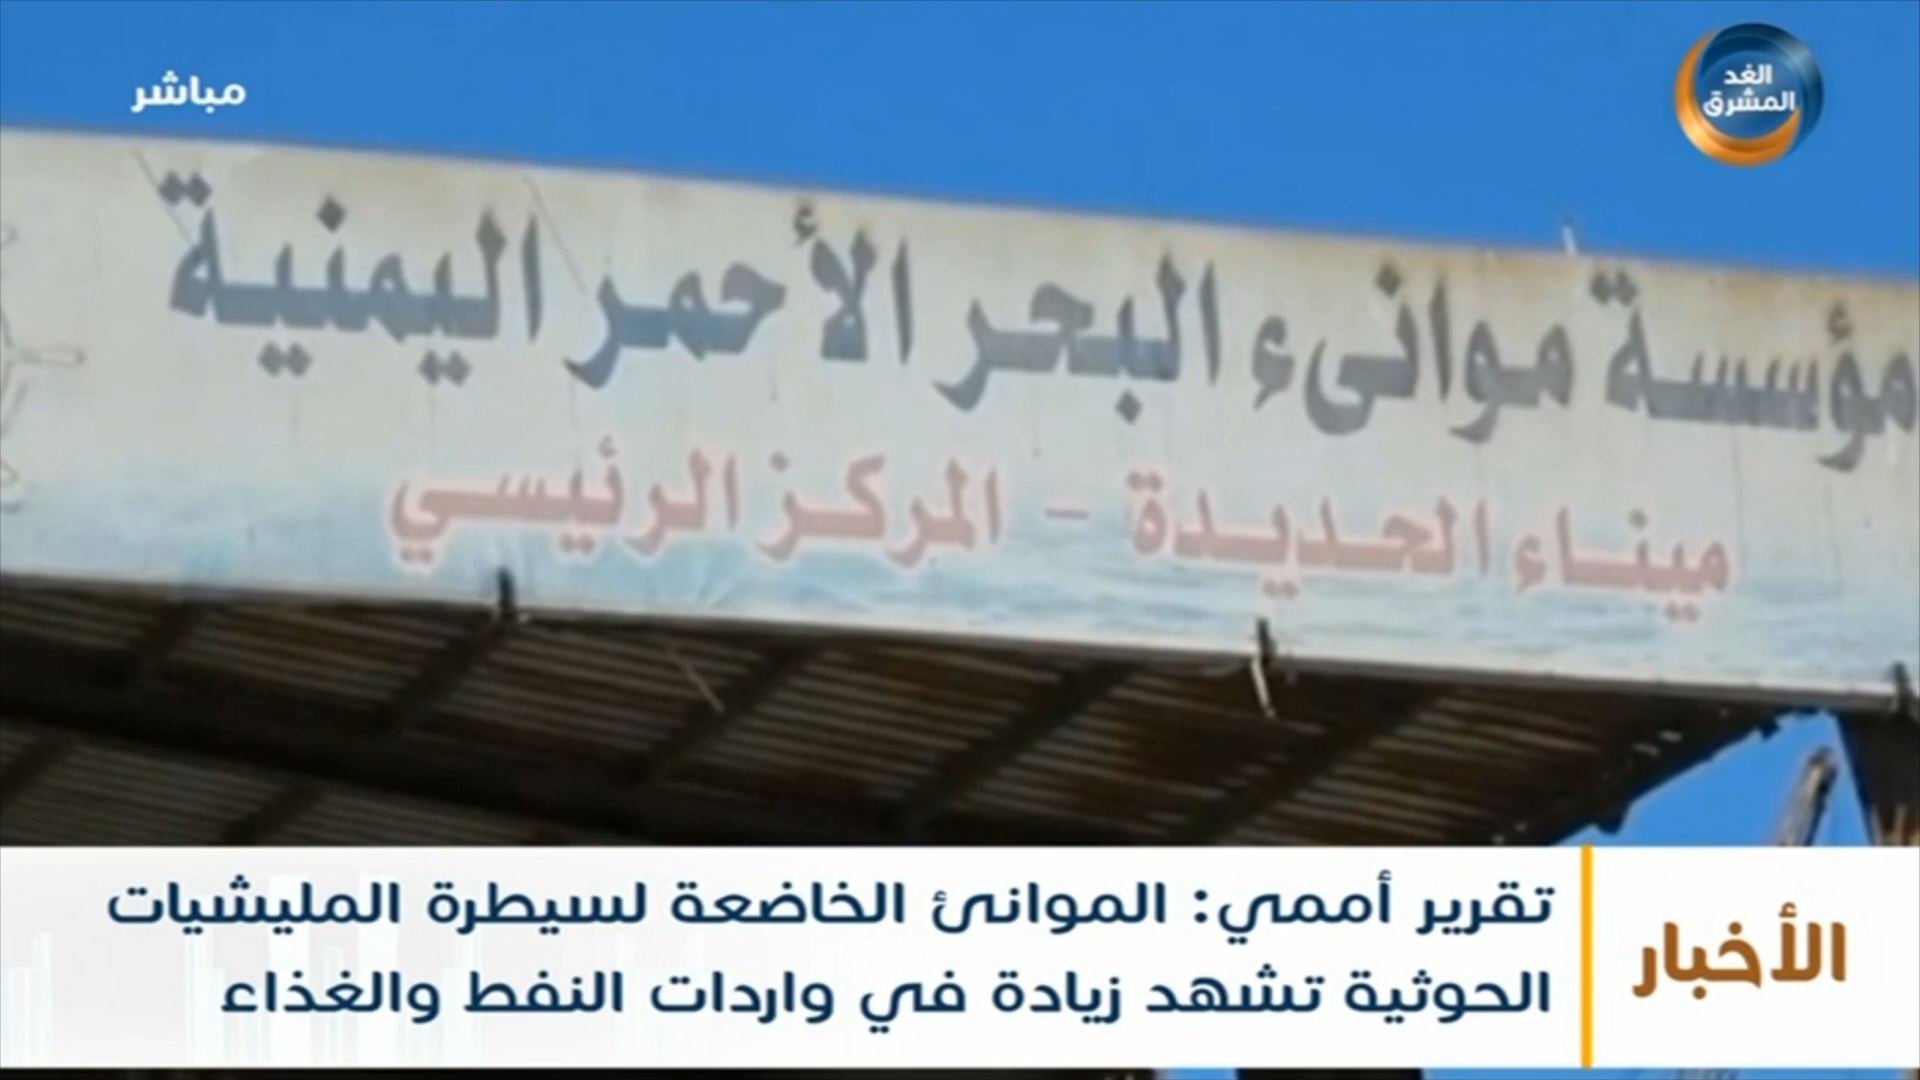 الغد
المشرق
مباشر
مؤسسة موانىء البحر الأحمر اليمنية
ميناء الحديدة - المركز الرئيسي
الأخبار
تقرير أممي: الموانئ الخاضعة لسيطرة المليشيات
الحوثية تشهد زيادة في واردات النفط والغذاء